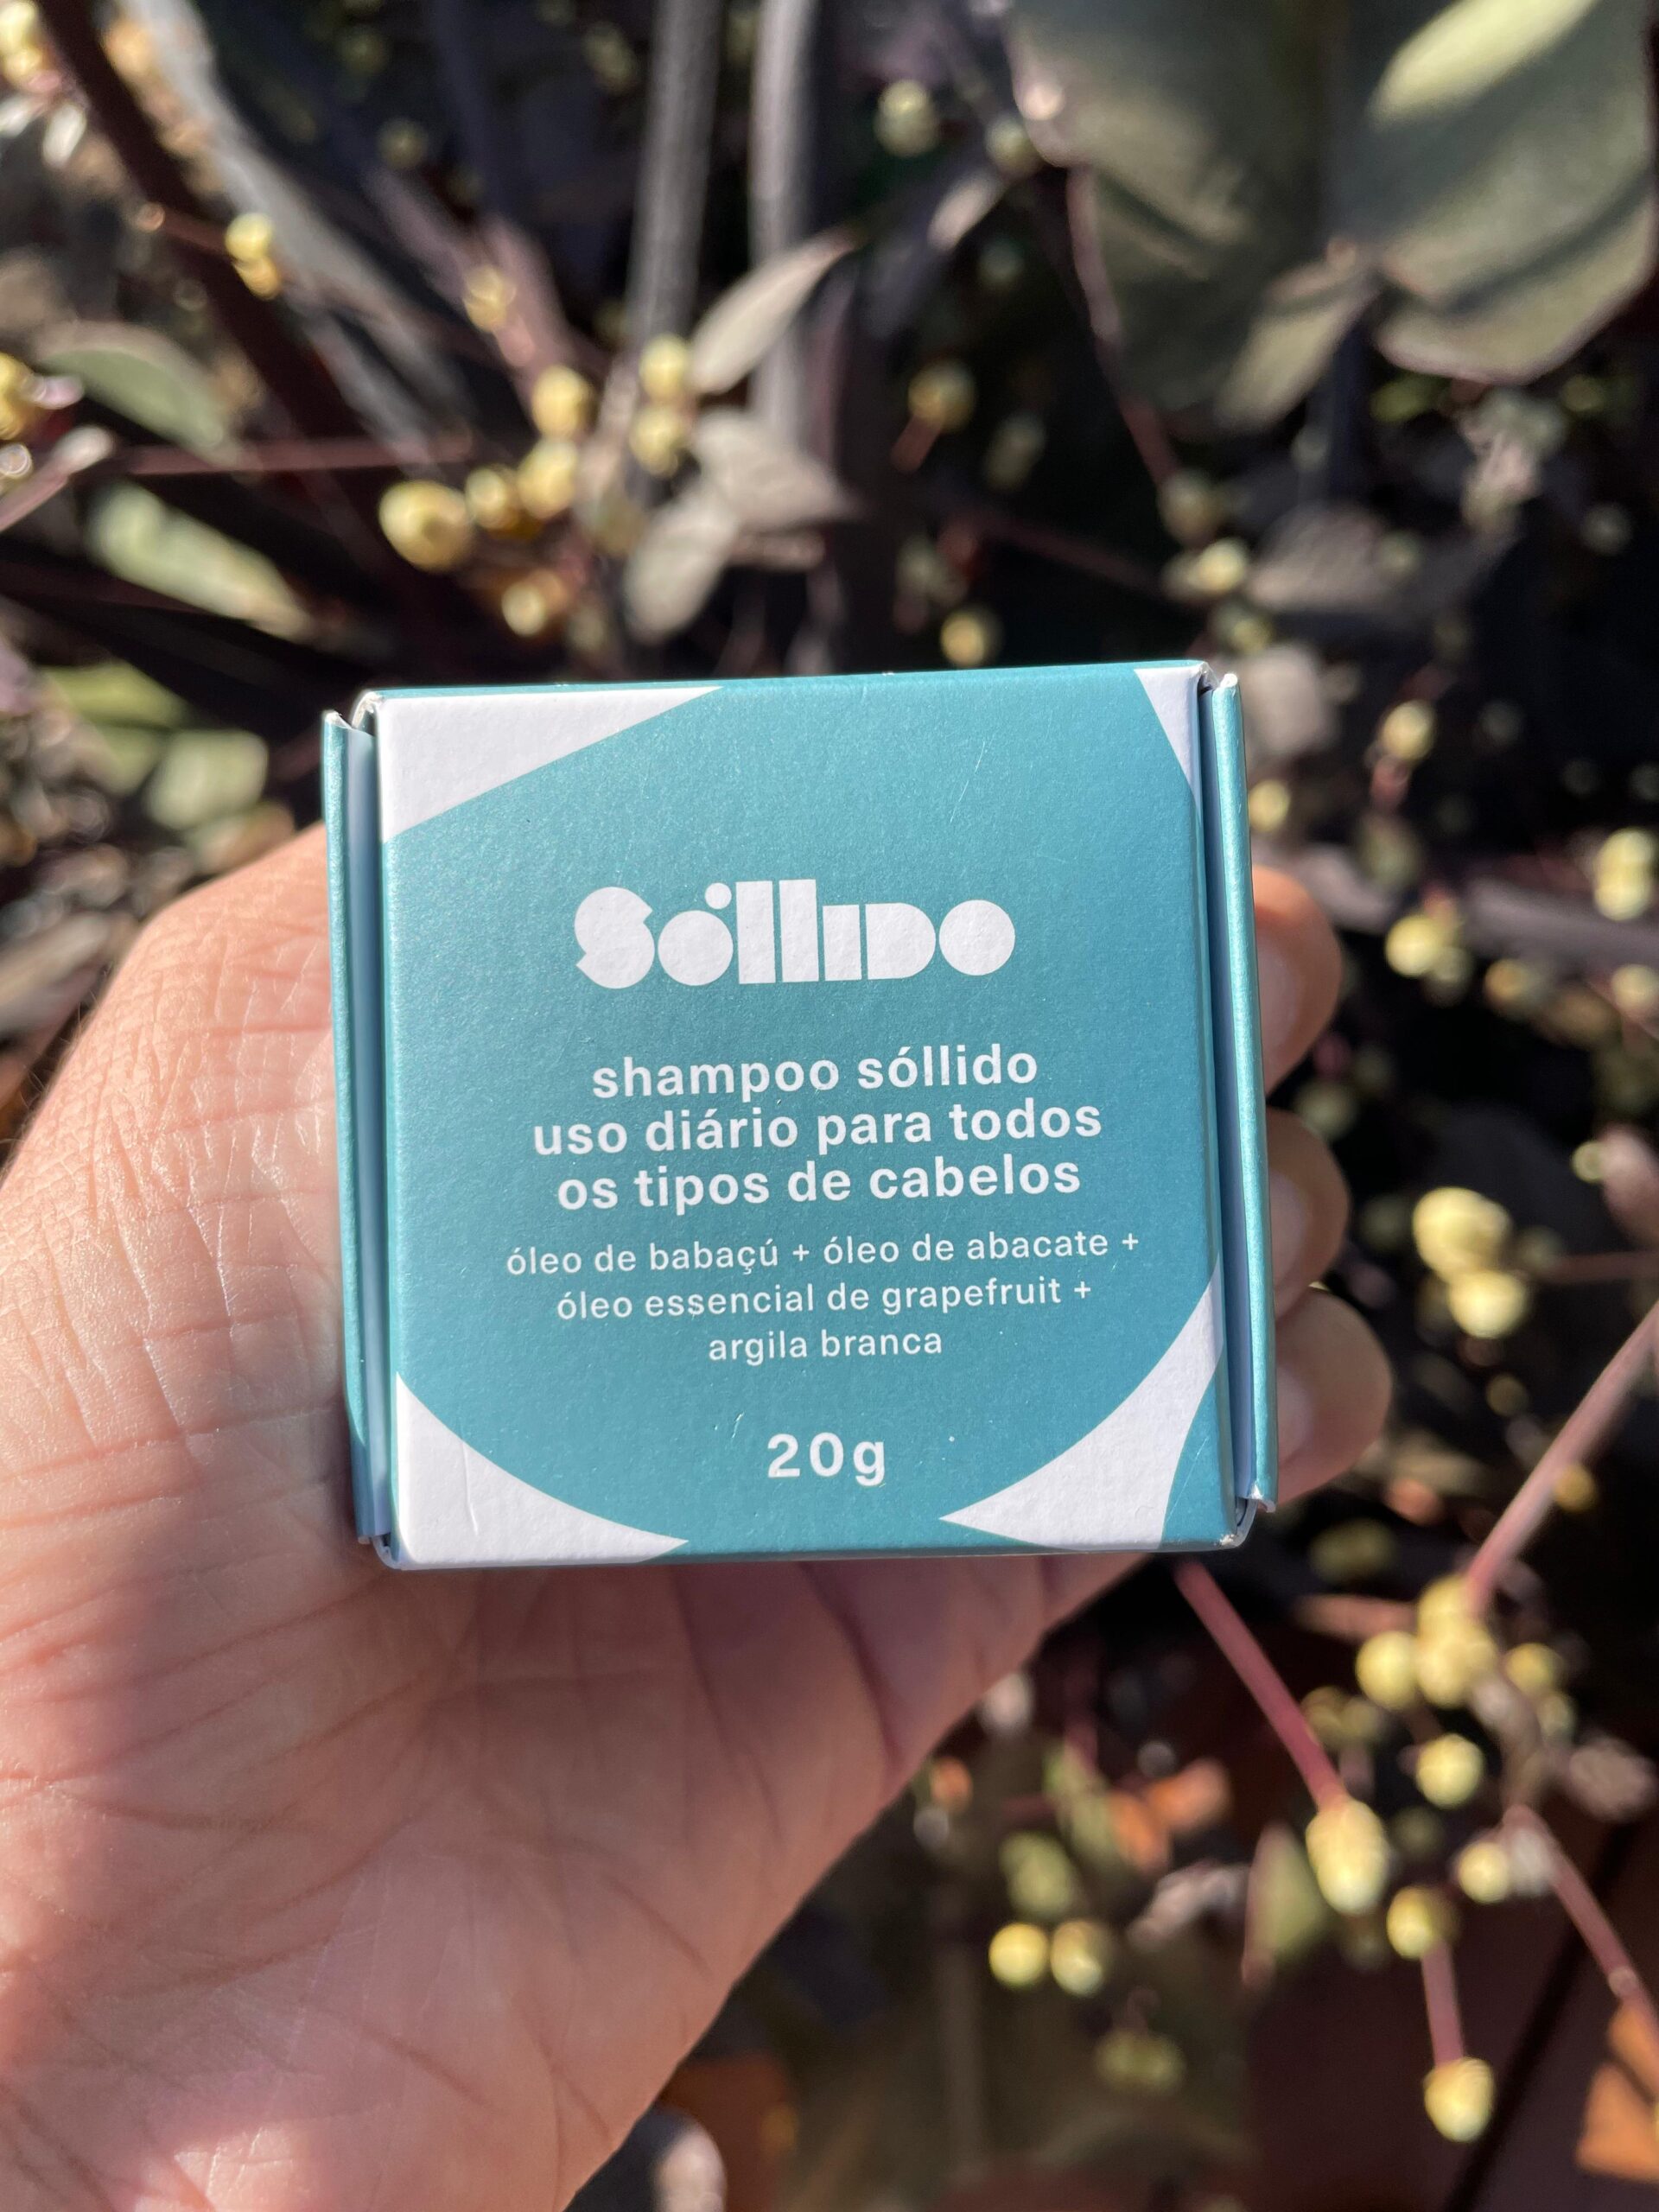 Sóllido
shampoo sóllido
uso diário para todos
os tipos de cabelos
óleo de babaçú + óleo de abacate +
óleo essencial de grapefruit +
argila branca
20g